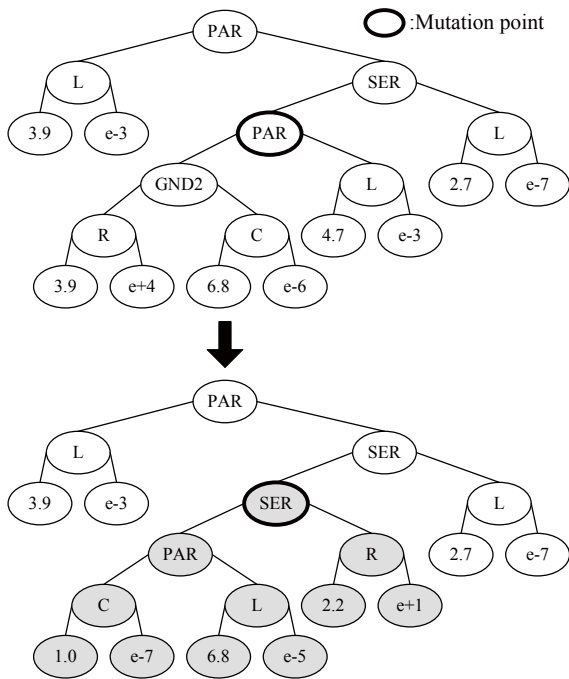 :Mutation point
PAR
L
SER
3.9
e-3
PAR
L
GND2
L
2.7
e-7
R
C
4.7
e-3
3.9
e+4
6.8
e-6
PAR
L
SER
3.9
e-3
SER
L
PAR
R
2.7
e-7
C
L
2.2
e+1
1.0
e-7
6.8
e-5